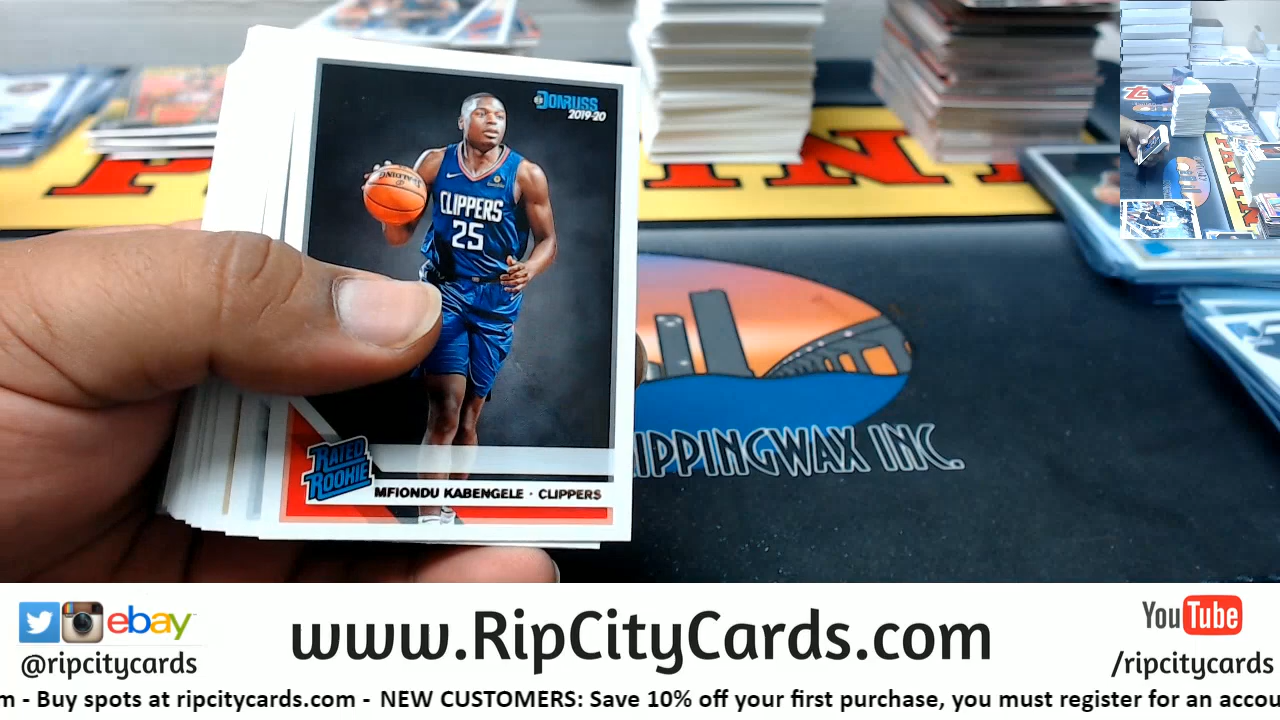 DONRUSS
2019-20
SPALDING
CLIPPERS
25
RATED
ROOKIE
MFIONDU KABENGELE · CLIPPERS
IPPINGWAX INC.
ebay
@ripcitycards
www.RipCityCards.com
YouTube
/ripcitycards
m - Buy spots at ripcitycards.com - NEW CUSTOMERS: Save 10% off your first purchase, you must register for an accou